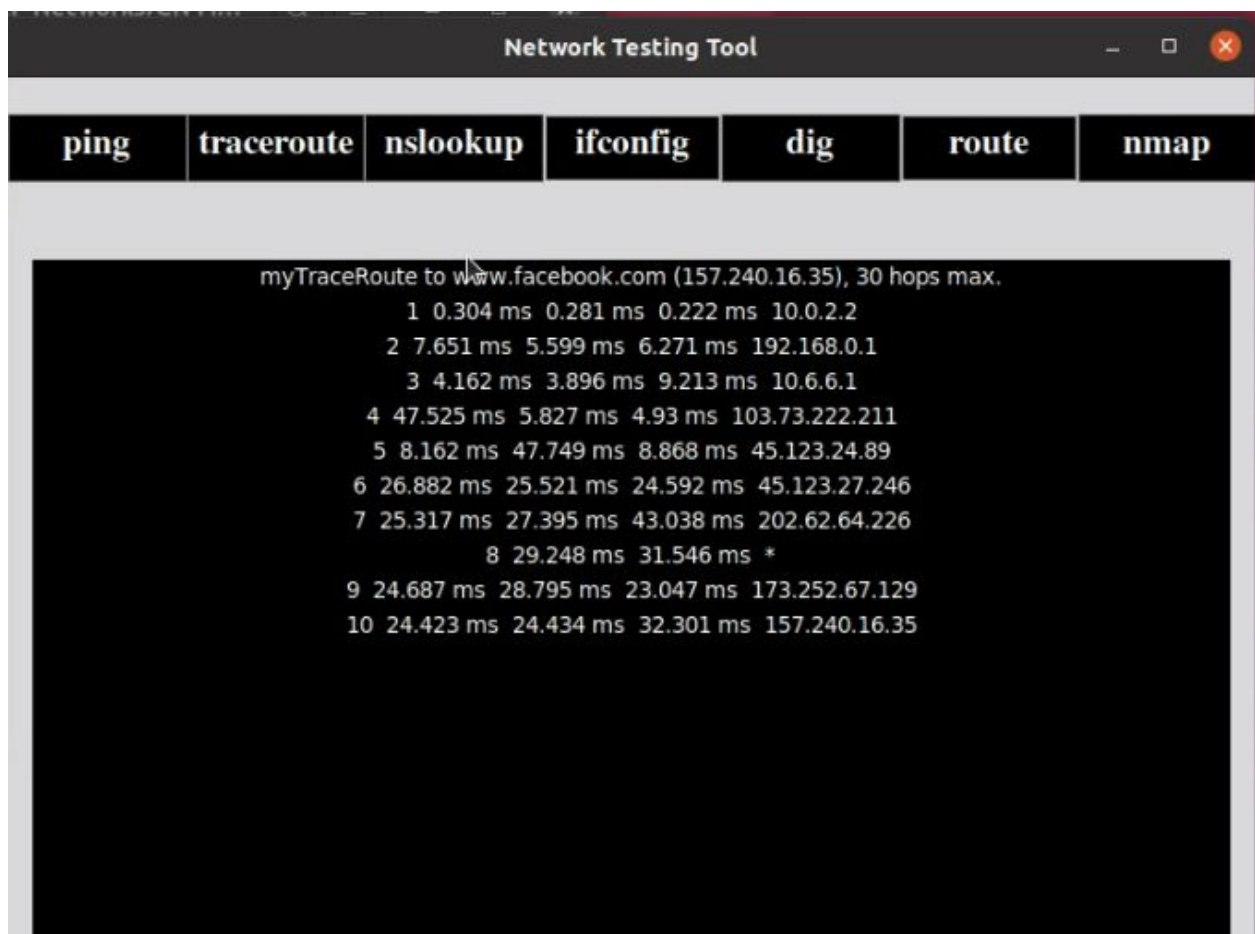 Network Testing Tool
ping traceroute nslookup ifconfig dig route nmap
myTraceRoute to www.facebook.com (157.240.16.35), 30 hops max.
1 0.304 ms 0.281 ms 0.222 ms 10.0.2.2
2 7.651 ms 5.599 ms 6.271 ms 192.168.0.1
3 4.162 ms 3.896 ms 9.213 ms 10.6.6.1
4 47.525 ms 5.827 ms 4.93 ms 103.73.222.211
5 8.162 ms 47.749 ms 8.868 ms 45.123.24.89
6 26.882 ms 25.521 ms 24.592 ms 45.123.27.246
7 25.317 ms 27.395 ms 43.038 ms 202.62.64.226
8 29.248 ms 31.546 ms *
9 24.687 ms 28.795 ms 23.047 ms 173.252.67.129
10 24.423 ms 24.434 ms 32.301 ms 157.240.16.35